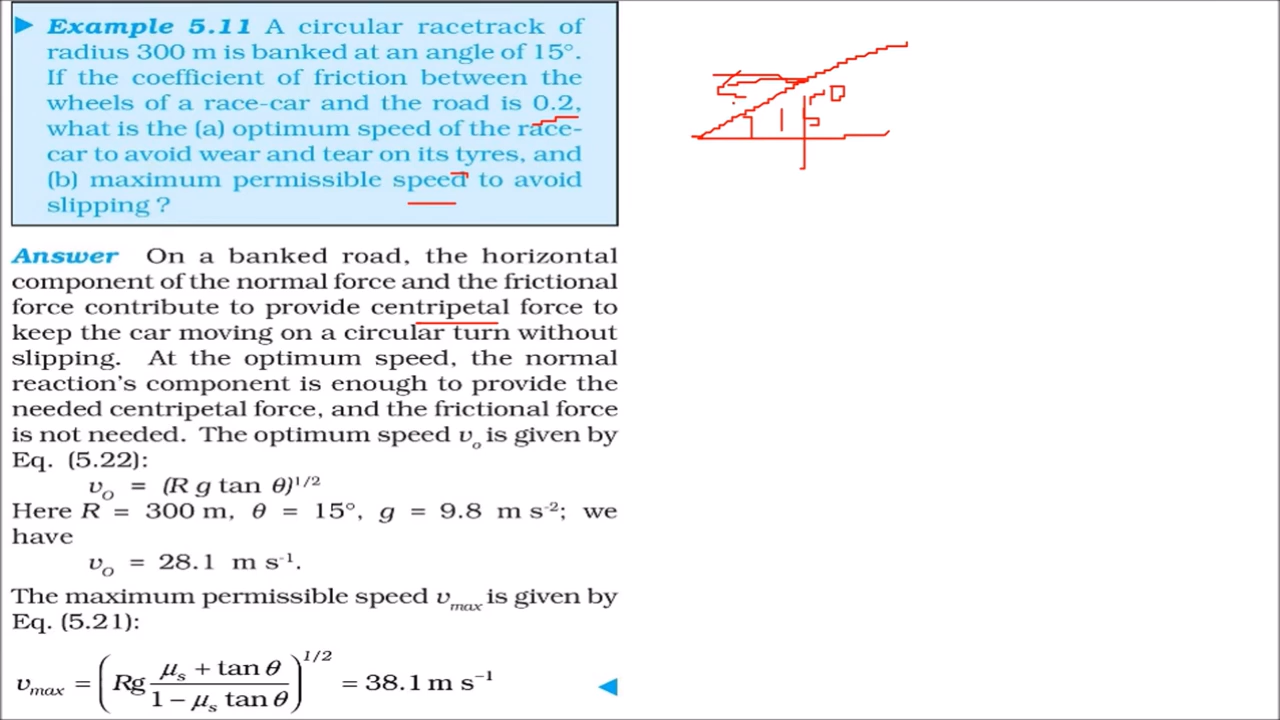 Example 5.11 A circular racetrack of
radius 300 m is banked at an angle of 15°.
If the coefficient of friction between the
wheels of a race-car and the road is 0.2,
what is the (a) optimum speed of the race-
car to avoid wear and tear on its tyres, and
(b) maximum permissible speed to avoid
slipping ?
Answer On a banked road, the horizontal
component of the normal force and the frictional
force contribute to provide centripetal force to
keep the car moving on a circular turn without
slipping. At the optimum speed, the normal
reaction's component is enough to provide the
needed centripetal force, and the frictional force
is not needed. The optimum speed v_o is given by
Eq. (5.22):
v_O = (R g tan θ)^1/2
Here R = 300 m, θ = 15°, g = 9.8 m s^-2; we
have
v_O = 28.1 m s^-1.
The maximum permissible speed v_max is given by
Eq. (5.21):
v_max = (Rg (μ_s + tan θ)/(1 – μ_s tan θ))^1/2 = 38.1 m s^−1